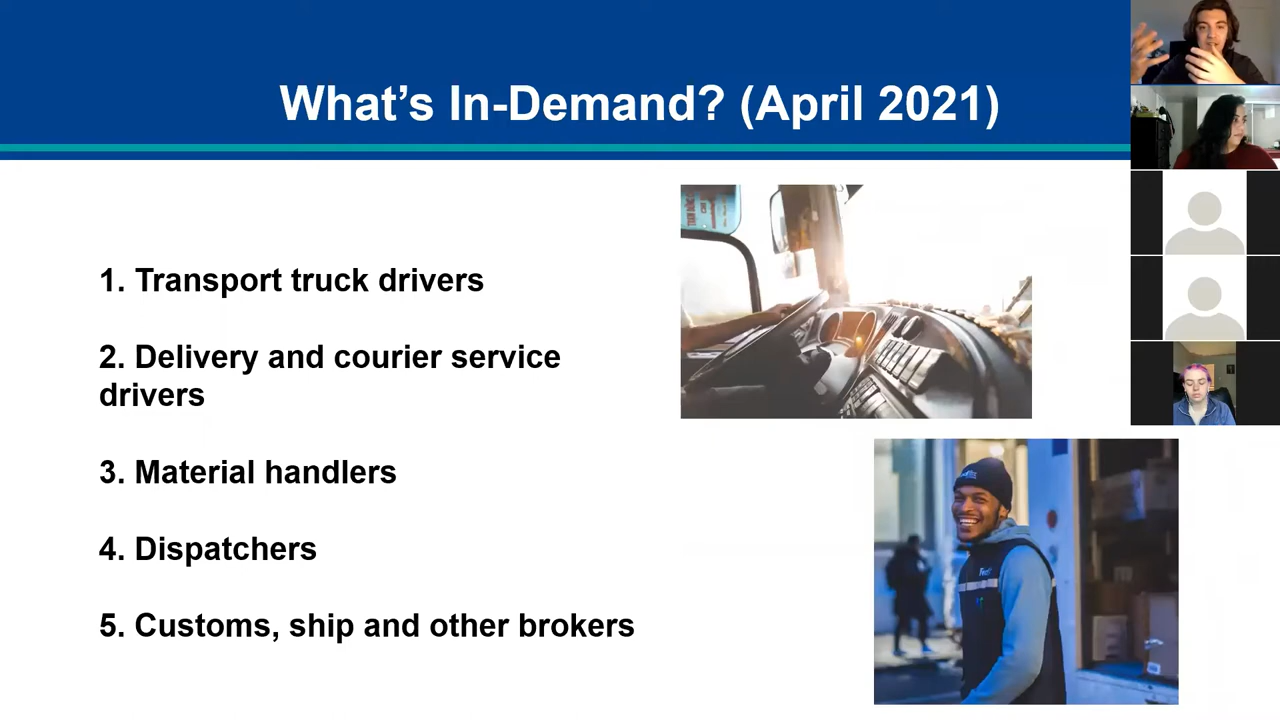 What’s In-Demand? (April 2021)
1. Transport truck drivers
2. Delivery and courier service
drivers
3. Material handlers
4. Dispatchers
5. Customs, ship and other brokers